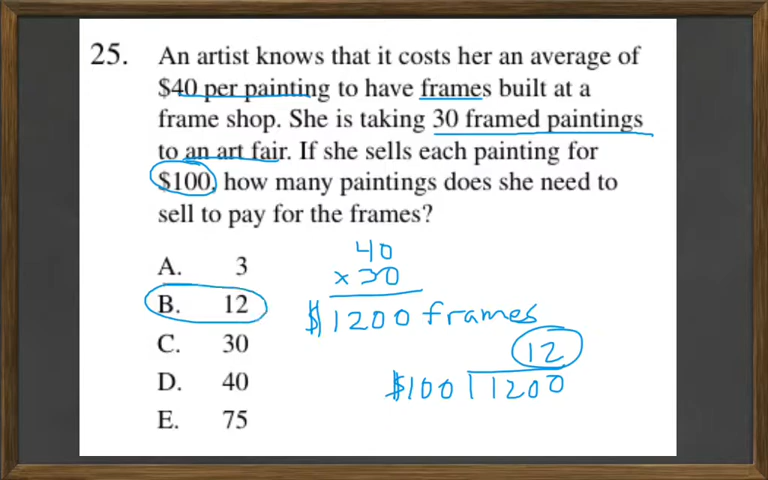 25. An artist knows that it costs her an average of
$40 per painting to have frames built at a
frame shop. She is taking 30 framed paintings
to an art fair. If she sells each painting for
$100, how many paintings does she need to
sell to pay for the frames?
A. 3
B. 12
C. 30
D. 40
E. 75
40
x 30
$1200 frames
12
$100 1200